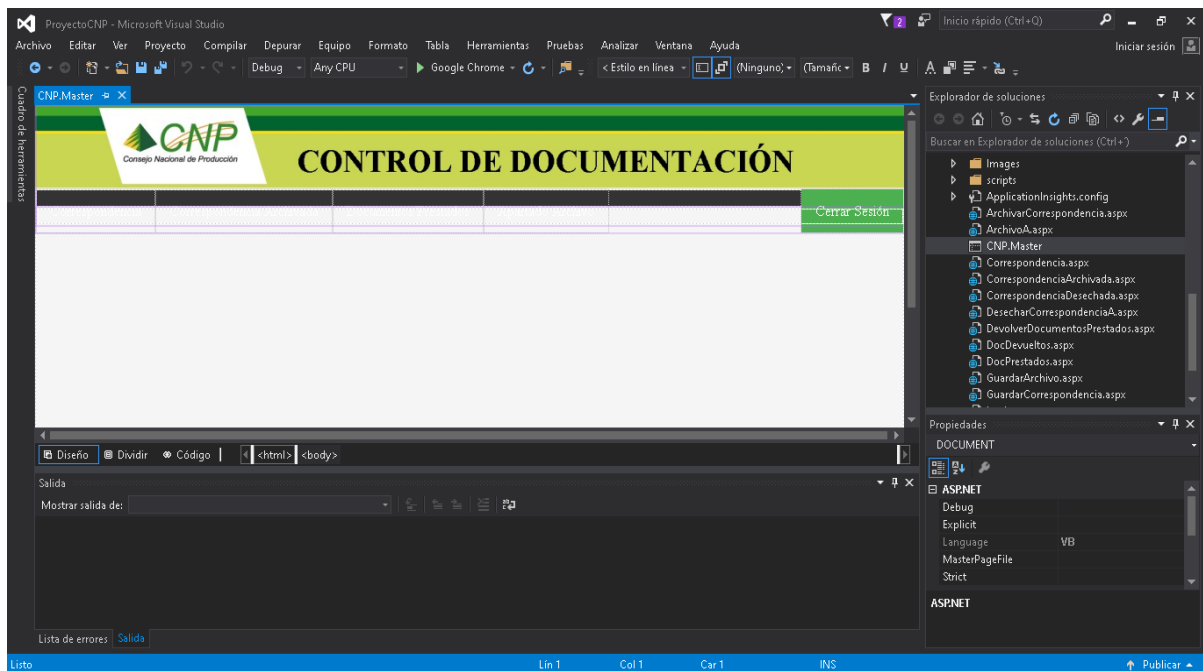 ProyectoCNP - Microsoft Visual Studio
2
Inicio rápido (Ctrl+Q)
Archivo Editar Ver Proyecto Compilar Depurar Equipo Formato Tabla Herramientas Pruebas Analizar Ventana Ayuda
Iniciar sesión
Debug Any CPU Google Chrome < Estilo en línea (Ninguno) (Tamañc B I U A
Cuadro de herramientas
CNP.Master
CNP
Consejo Nacional de Producción
CONTROL DE DOCUMENTACIÓN
Cerrar Sesión
Diseño Dividir Código <html> <body>
Salida
Mostrar salida de:
Lista de errores Salida
Explorador de soluciones
Buscar en Explorador de soluciones (Ctrl+')
Images
scripts
ApplicationInsights.config
ArchivarCorrespondencia.aspx
ArchivoA.aspx
CNP.Master
Correspondencia.aspx
CorrespondenciaArchivada.aspx
CorrespondenciaDesechada.aspx
DesecharCorrespondenciaA.aspx
DevolverDocumentosPrestados.aspx
DocDevueltos.aspx
DocPrestados.aspx
GuardarArchivo.aspx
GuardarCorrespondencia.aspx
Propiedades
DOCUMENT
ASP.NET
Debug
Explicit
Language VB
MasterPageFile
Strict
ASP.NET
Listo Lín 1 Col 1 Car 1 INS Publicar